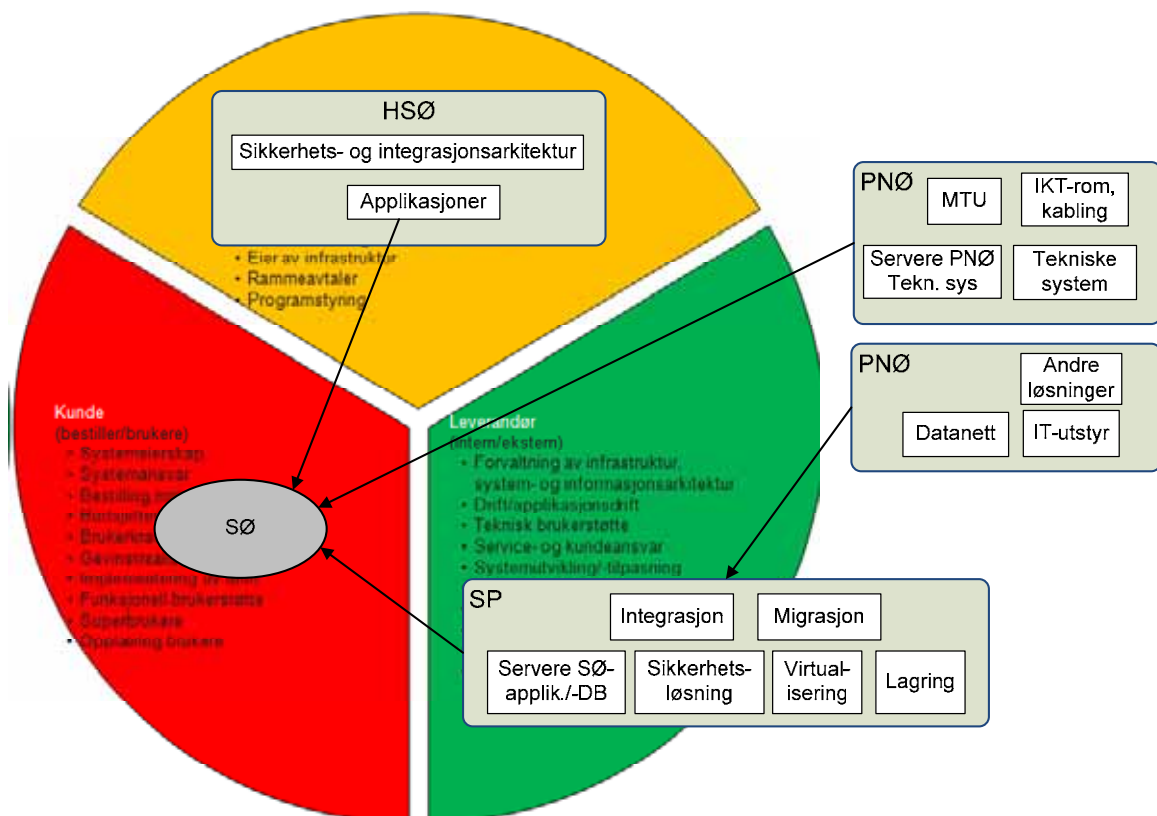 HSØ
Sikkerhets- og integrasjonsarkitektur
Applikasjoner
• Eier av infrastruktur
• Rammeavtaler
• Programstyring
PNØ
MTU
IKT-rom,
kabling
Servere PNØ
Tekn. sys
Tekniske
system
PNØ
Andre
løsninger
Datanett
IT-utstyr
Kunde
(bestiller/brukere)
• Systemeierskap
• Systemansvar
• Bestilling
SØ
• Implementering av
• Funksjonell brukerstøtte
• Superbrukere
• Opplæring brukere
Leverandør
(intern/ekstern)
• Forvaltning av infrastruktur,
system- og informasjonsarkitektur
• Drift/applikasjonsdrift
• Teknisk brukerstøtte
• Service- og kundeansvar
• Systemutvikling/-tilpasning
SP
Integrasjon
Migrasjon
Servere SØ-
applik./-DB
Sikkerhets-
løsning
Virtual-
isering
Lagring